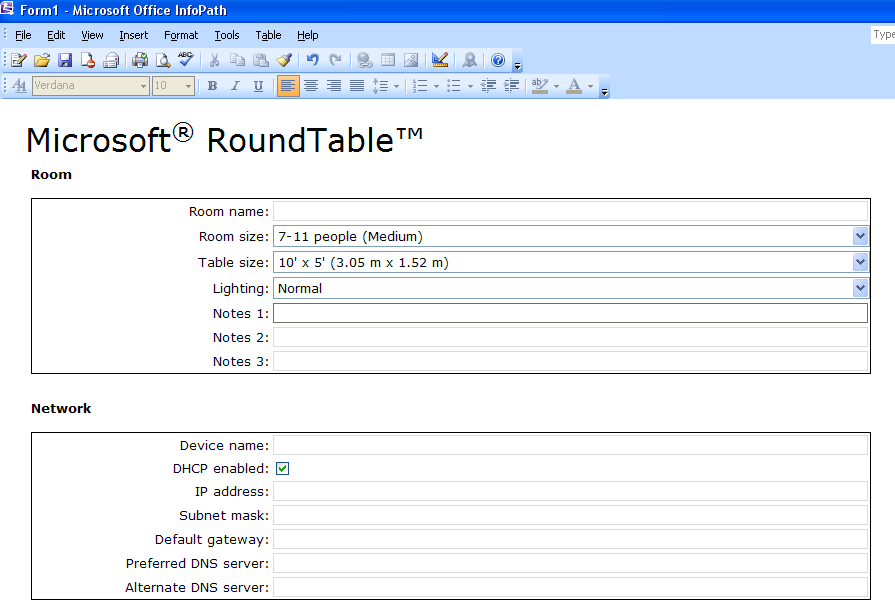 Form1 - Microsoft Office InfoPath
File Edit View Insert Format Tools Table Help
Type
ABC
Verdana 10 B I U ab A
Microsoft® RoundTable™
Room
Room name:
Room size: 7-11 people (Medium)
Table size: 10' x 5' (3.05 m x 1.52 m)
Lighting: Normal
Notes 1:
Notes 2:
Notes 3:
Network
Device name:
DHCP enabled:
IP address:
Subnet mask:
Default gateway:
Preferred DNS server:
Alternate DNS server: